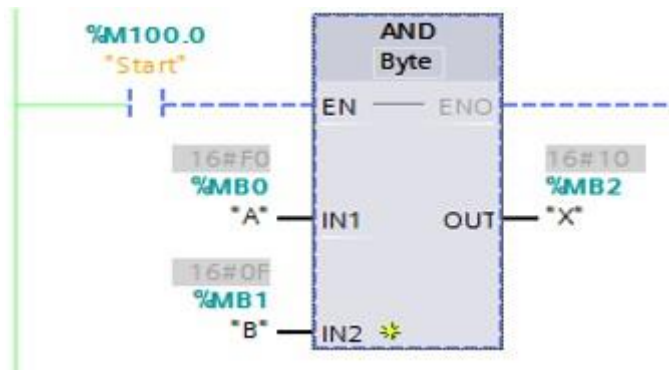 %M100.0
"Start"
AND
Byte
EN
ENO
16#F0
%MB0
"A"
IN1
OUT
16#10
%MB2
"X"
16#0F
%MB1
"B"
IN2